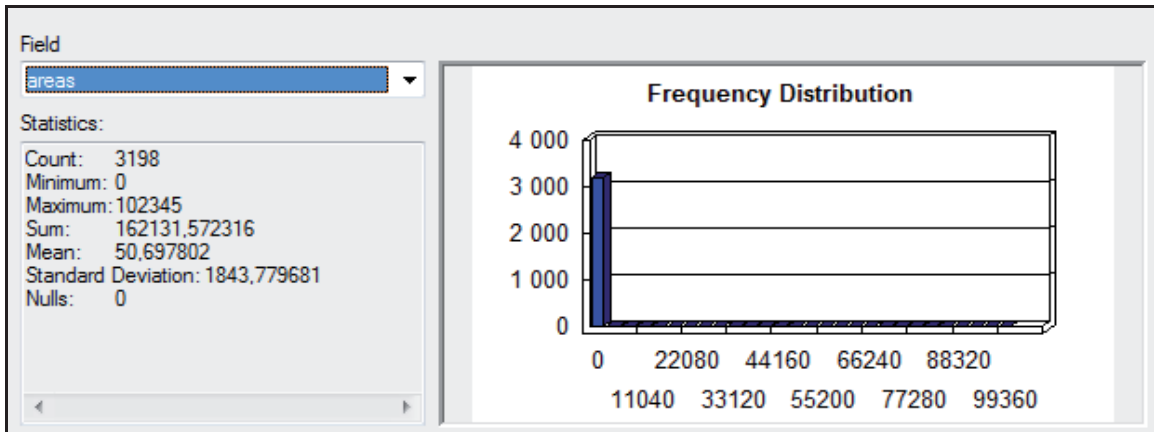 Field
areas
Statistics:
Count: 3198
Minimum: 0
Maximum: 102345
Sum: 162131,572316
Mean: 50,697802
Standard Deviation: 1843,779681
Nulls: 0
Frequency Distribution
4 000
3 000
2 000
1 000
0
0 22080 44160 66240 88320
11040 33120 55200 77280 99360